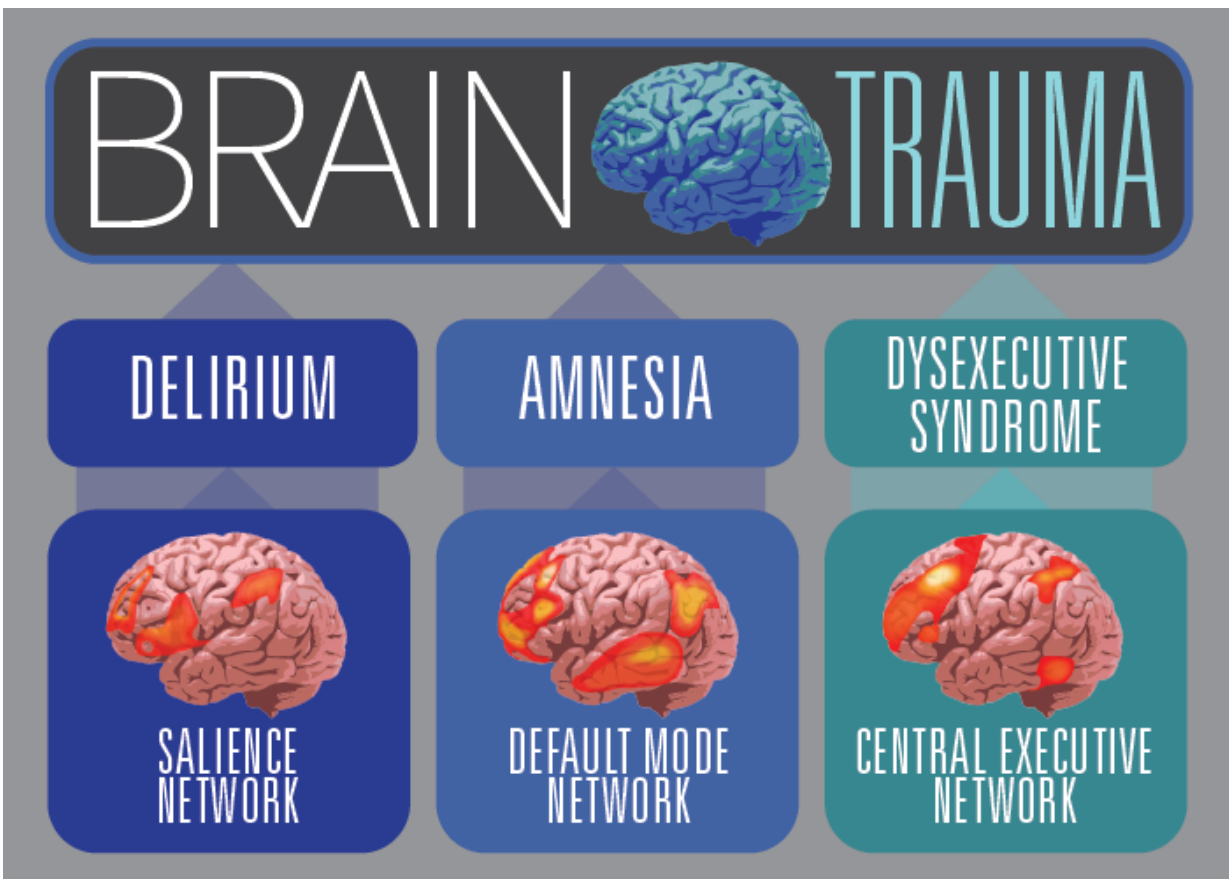 BRAIN TRAUMA
DELIRIUM
AMNESIA
DYSEXECUTIVE
SYNDROME
SALIENCE
NETWORK
DEFAULT MODE
NETWORK
CENTRAL EXECUTIVE
NETWORK